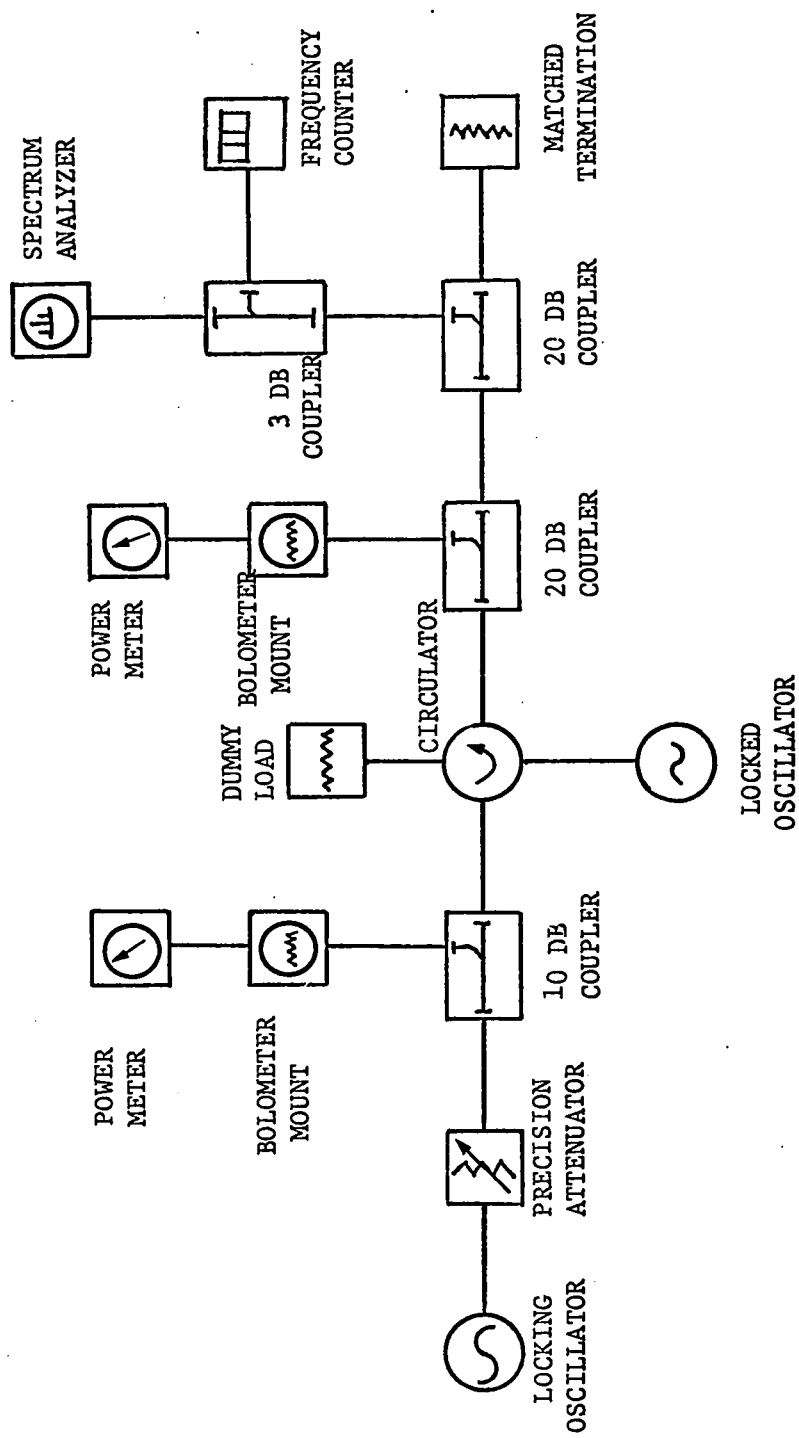 SPECTRUM
ANALYZER
POWER
METER
POWER
METER
FREQUENCY
COUNTER
3 DB
COUPLER
BOLOMETER
MOUNT
DUMMY
LOAD
BOLOMETER
MOUNT
CIRCULATOR
LOCKING
OSCILLATOR
PRECISION
ATTENUATOR
10 DB
COUPLER
20 DB
COUPLER
20 DB
COUPLER
MATCHED
TERMINATION
LOCKED
OSCILLATOR